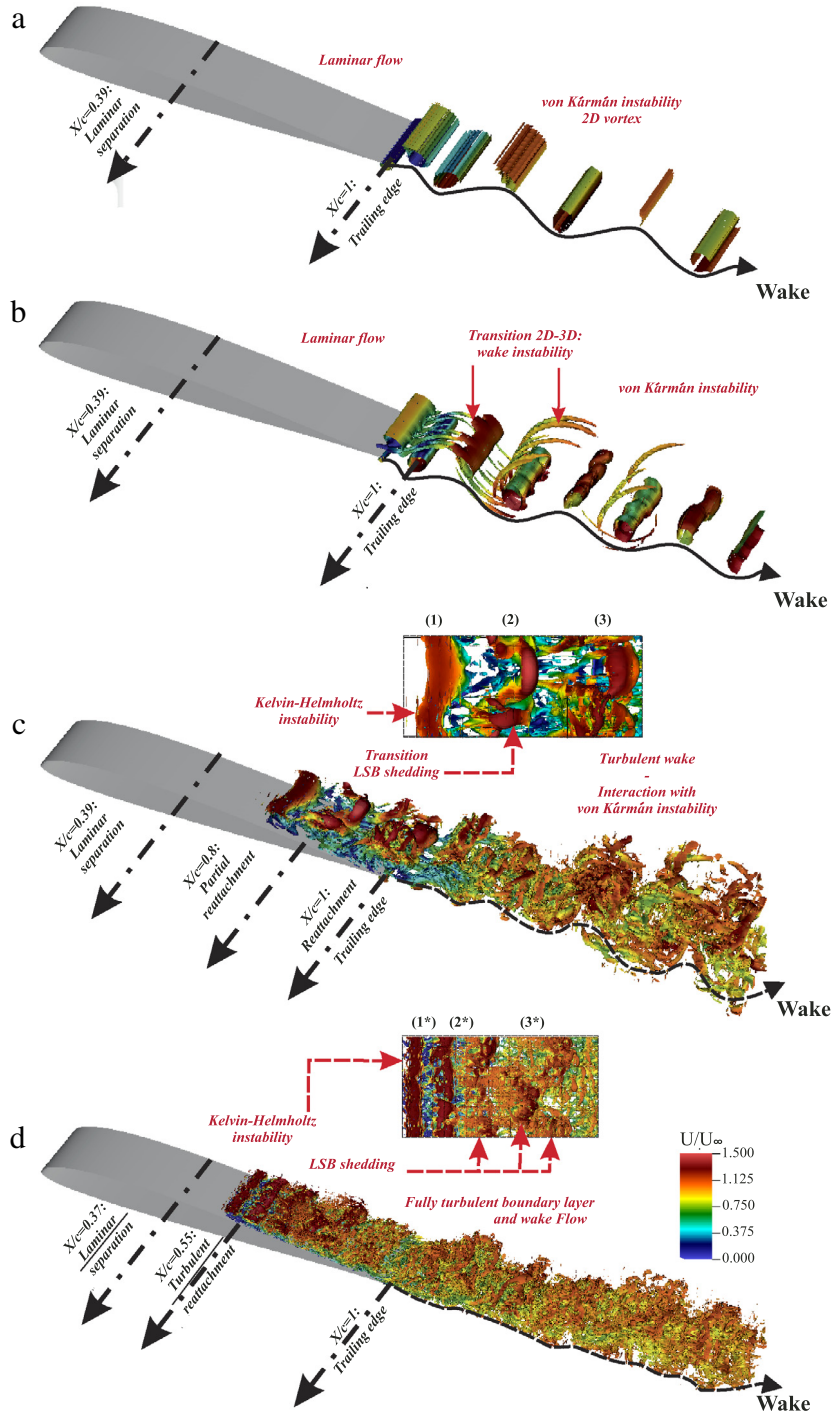 a
Laminar flow
von Kármán instability
2D vortex
X/c=0.39:
Laminar
separation
X/c=1:
Trailing edge
Wake
b
Laminar flow
Transition 2D-3D:
wake instability
von Kármán instability
X/c=0.39:
Laminar
separation
X/c=1:
Trailing edge
Wake
(1) (2) (3)
Kelvin-Helmholtz
instability
Transition
LSB shedding
c
Turbulent wake
-
Interaction with
von Kármán instability
X/c=0.39:
Laminar
separation
X/c=0.8:
Partial
reattachment
X/c=1:
Reattachment
Trailing edge
Wake
(1*) (2*) (3*)
Kelvin-Helmholtz
instability
LSB shedding
d
Fully turbulent boundary layer
and wake Flow
U/U∞
1.500
1.125
0.750
0.375
0.000
X/c=0.37:
Laminar
separation
X/c=0.55:
Turbulent
reattachment
X/c=1:
Trailing edge
Wake